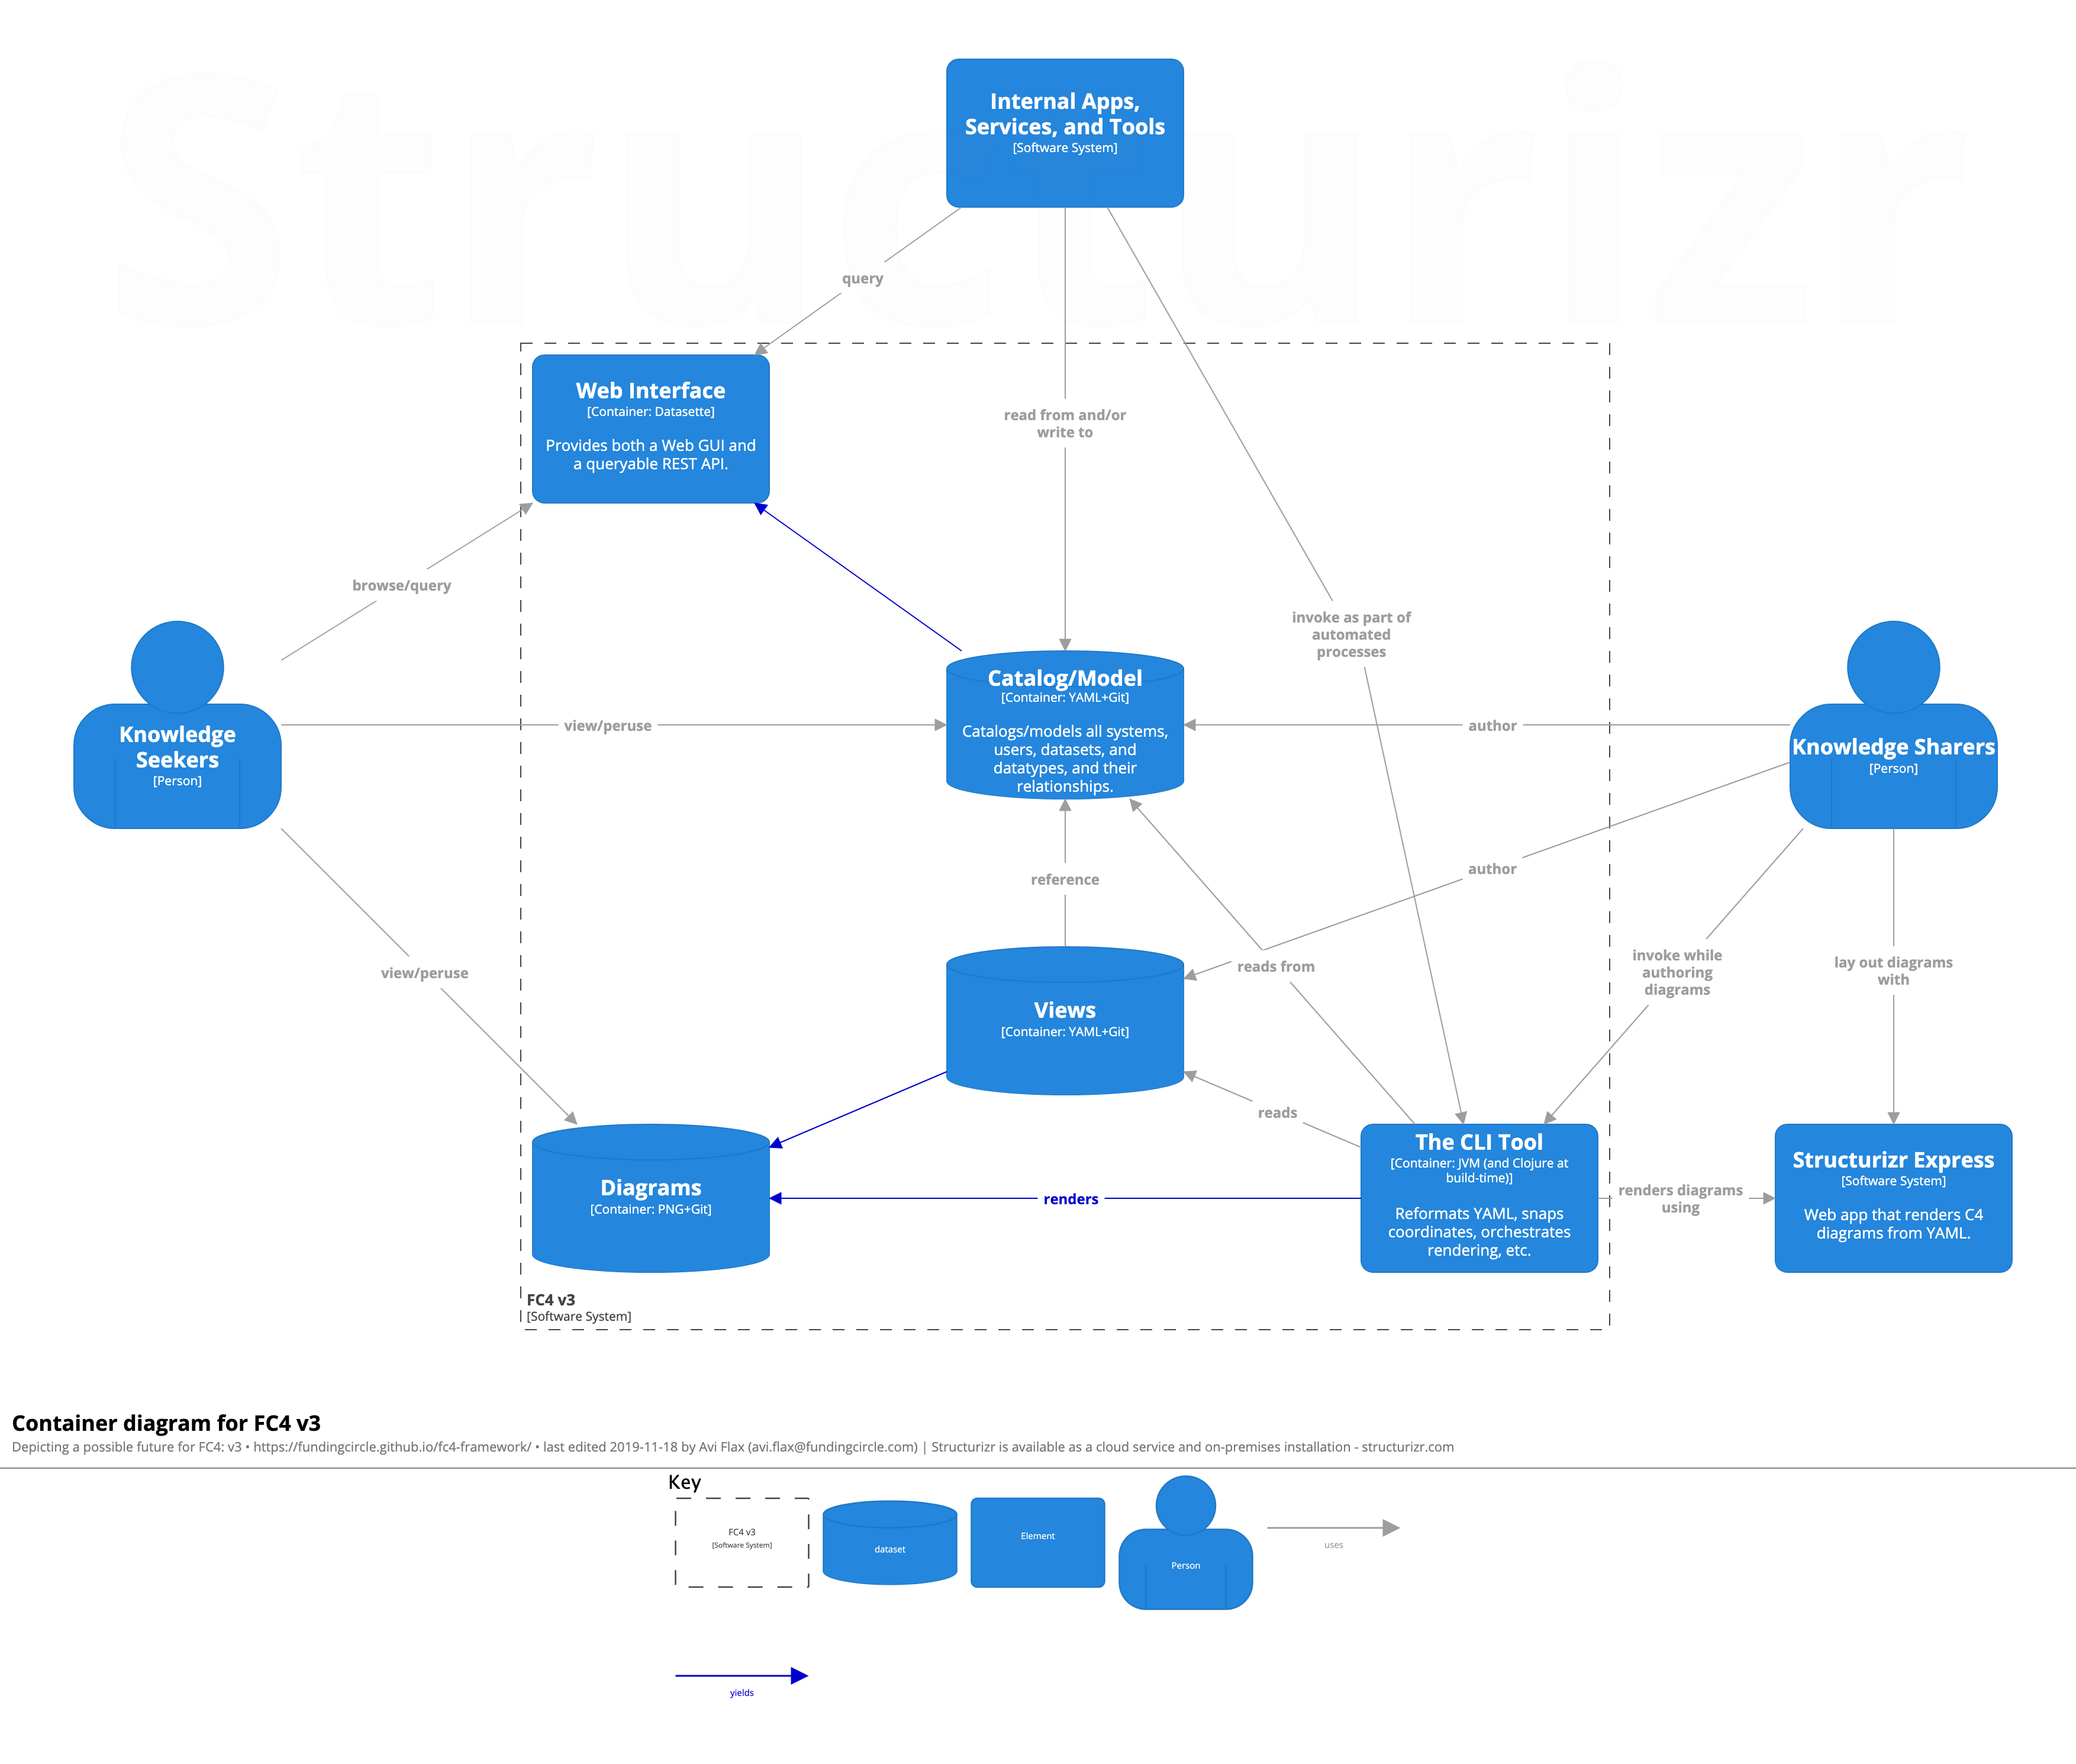 Structurizr
Internal Apps,
Services, and Tools
[Software System]
query
Web Interface
[Container: Datasette]
Provides both a Web GUI and
a queryable REST API.
read from and/or
write to
browse/query
invoke as part of
automated
processes
Knowledge
Seekers
[Person]
view/peruse
Catalog/Model
[Container: YAML+Git]
Catalogs/models all systems,
users, datasets, and
datatypes, and their
relationships.
author
Knowledge Sharers
[Person]
reference
author
view/peruse
reads from
invoke while
authoring
diagrams
lay out diagrams
with
Views
[Container: YAML+Git]
reads
Diagrams
[Container: PNG+Git]
renders
The CLI Tool
[Container: JVM (and Clojure at
build-time)]
Reformats YAML, snaps
coordinates, orchestrates
rendering, etc.
renders diagrams
using
Structurizr Express
[Software System]
Web app that renders C4
diagrams from YAML.
FC4 v3
[Software System]
Container diagram for FC4 v3
Depicting a possible future for FC4: v3 • https://fundingcircle.github.io/fc4-framework/ • last edited 2019-11-18 by Avi Flax (avi.flax@fundingcircle.com) | Structurizr is available as a cloud service and on-premises installation - structurizr.com
Key
FC4 v3
[Software System]
dataset
Element
Person
uses
yields